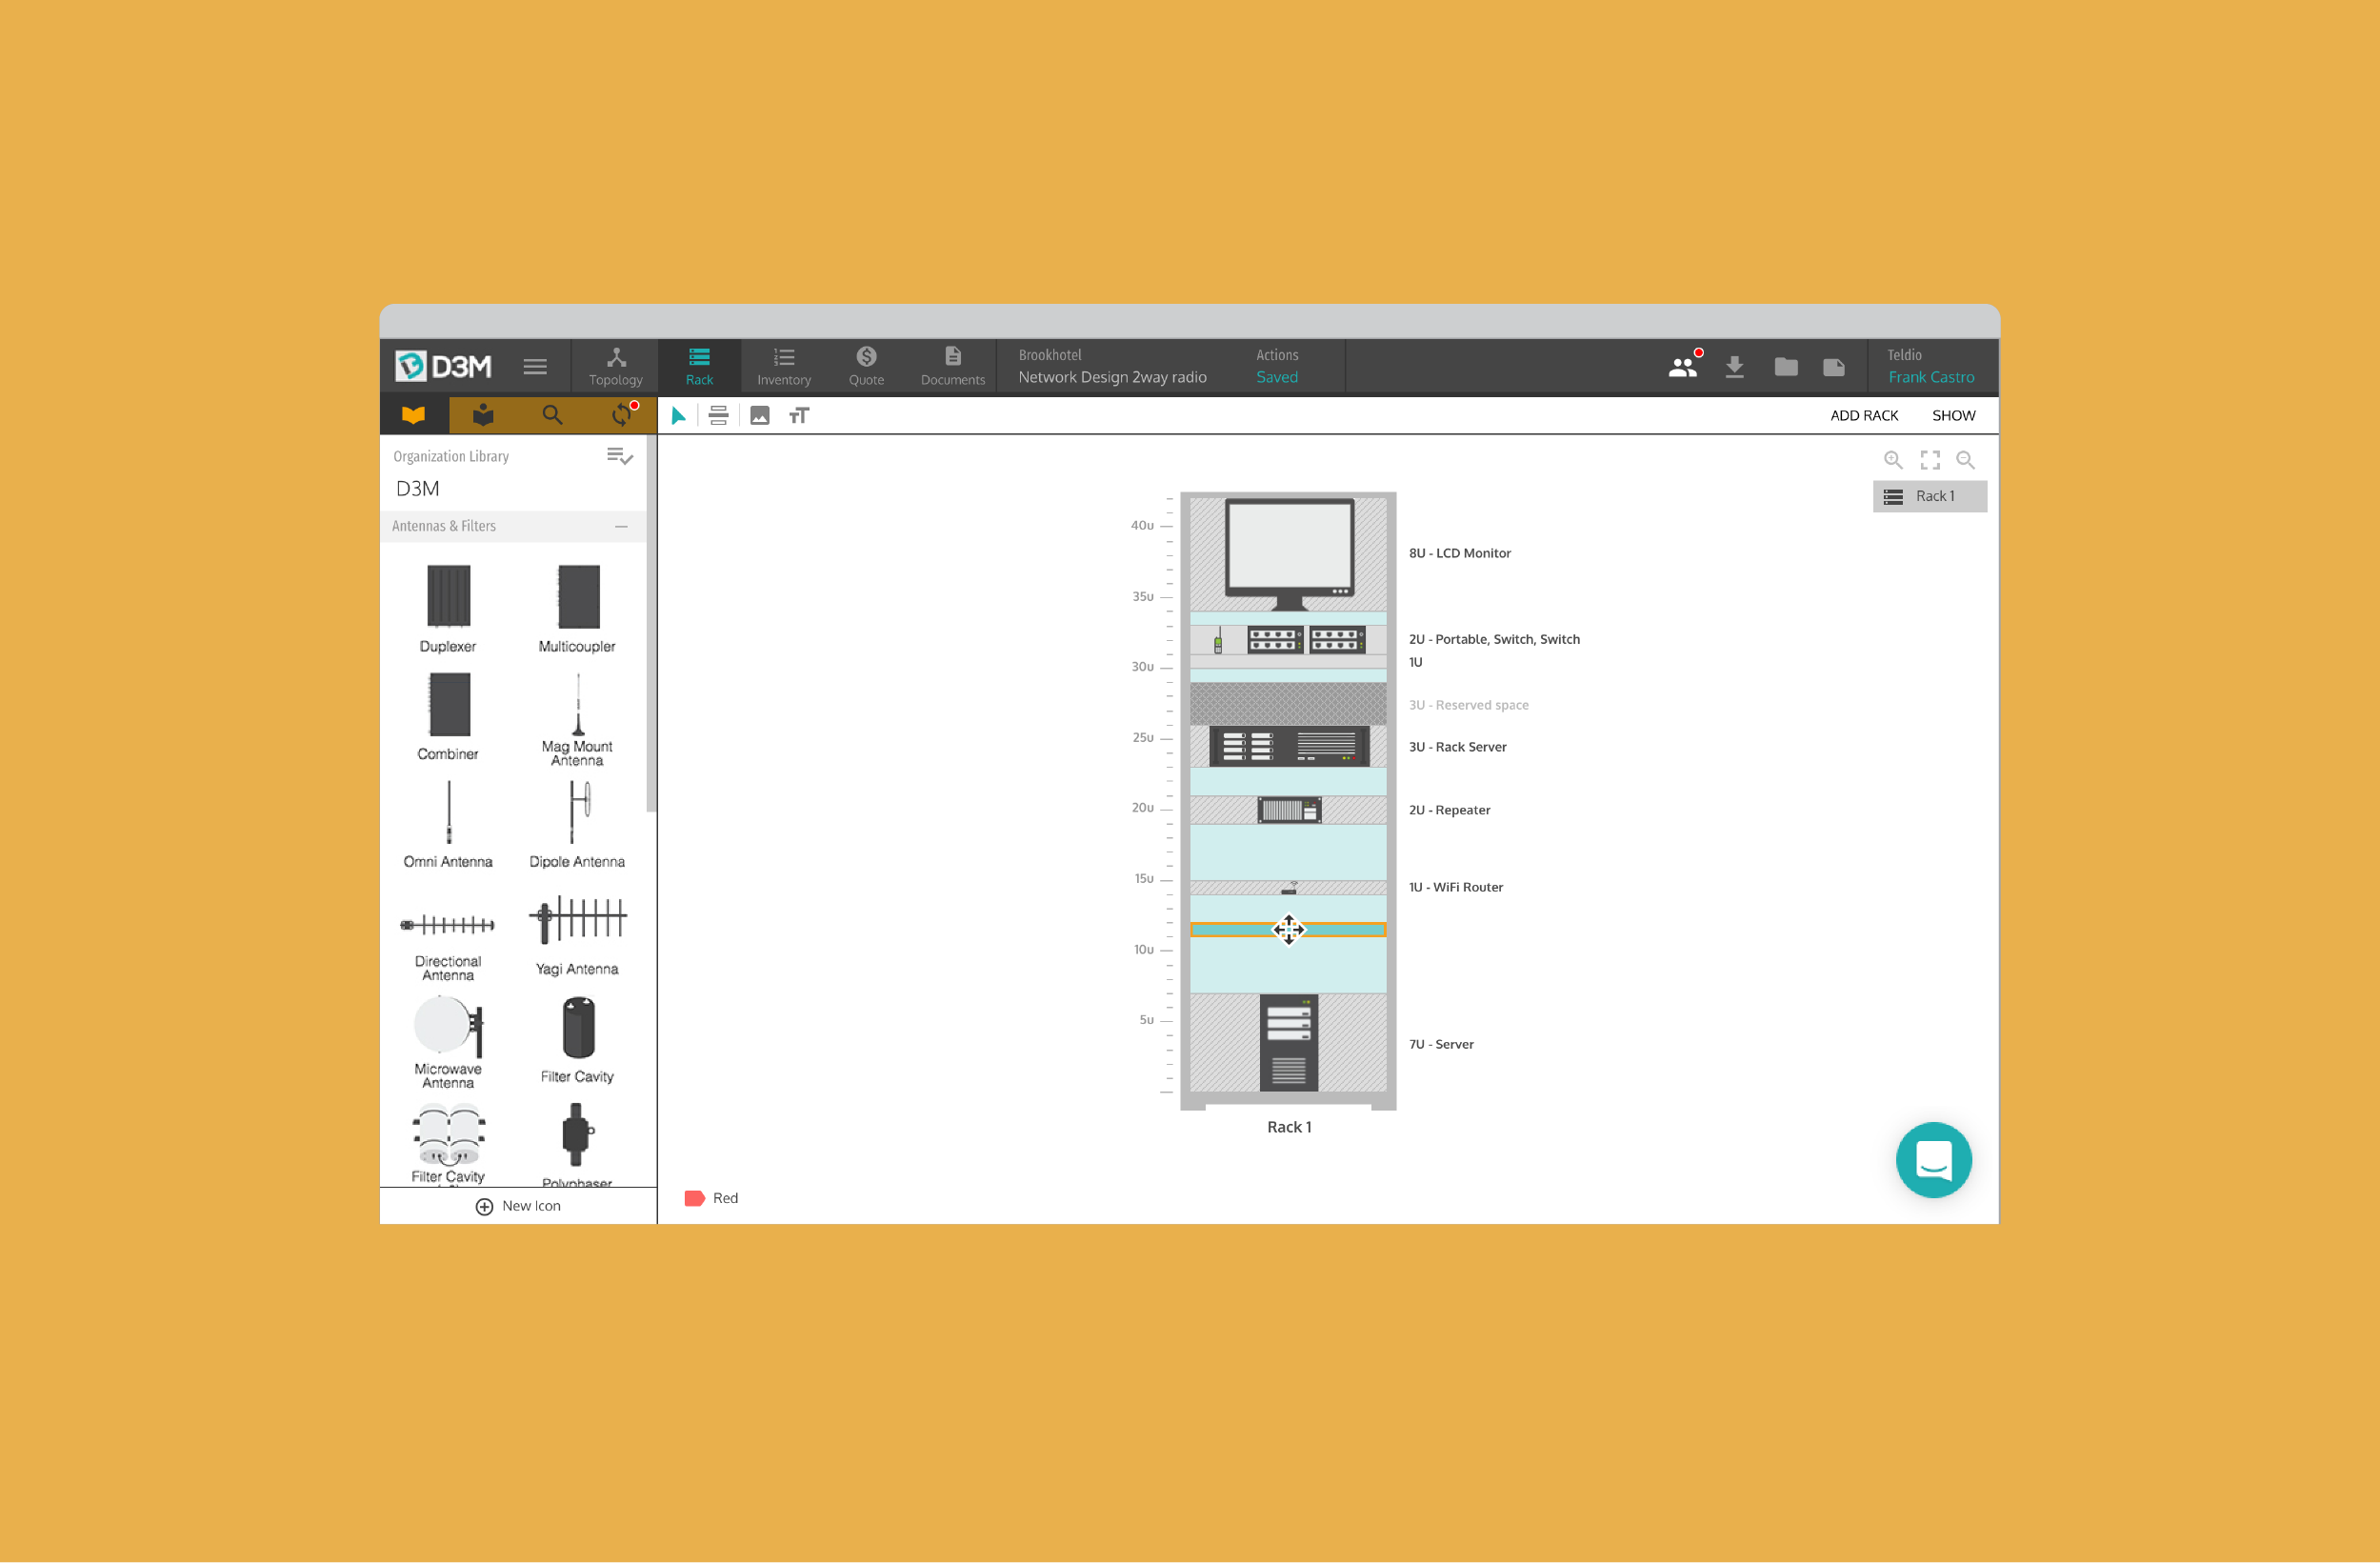 D3M
Topology
Rack
Inventory
Quote
Documents
Brookhotel
Network Design 2way radio
Actions
Saved
Teldio
Frank Castro
ADD RACK
SHOW
Organization Library
D3M
Antennas & Filters
Duplexer
Multicoupler
Combiner
Mag Mount
Antenna
Omni Antenna
Dipole Antenna
Directional
Antenna
Yagi Antenna
Microwave
Antenna
Filter Cavity
Filter Cavity
Polyphaser
New Icon
Rack 1
40u
35u
30u
25u
20u
15u
10u
5u
8U - LCD Monitor
2U - Portable, Switch, Switch
1U
3U - Reserved space
3U - Rack Server
2U - Repeater
1U - WiFi Router
7U - Server
Rack 1
Red